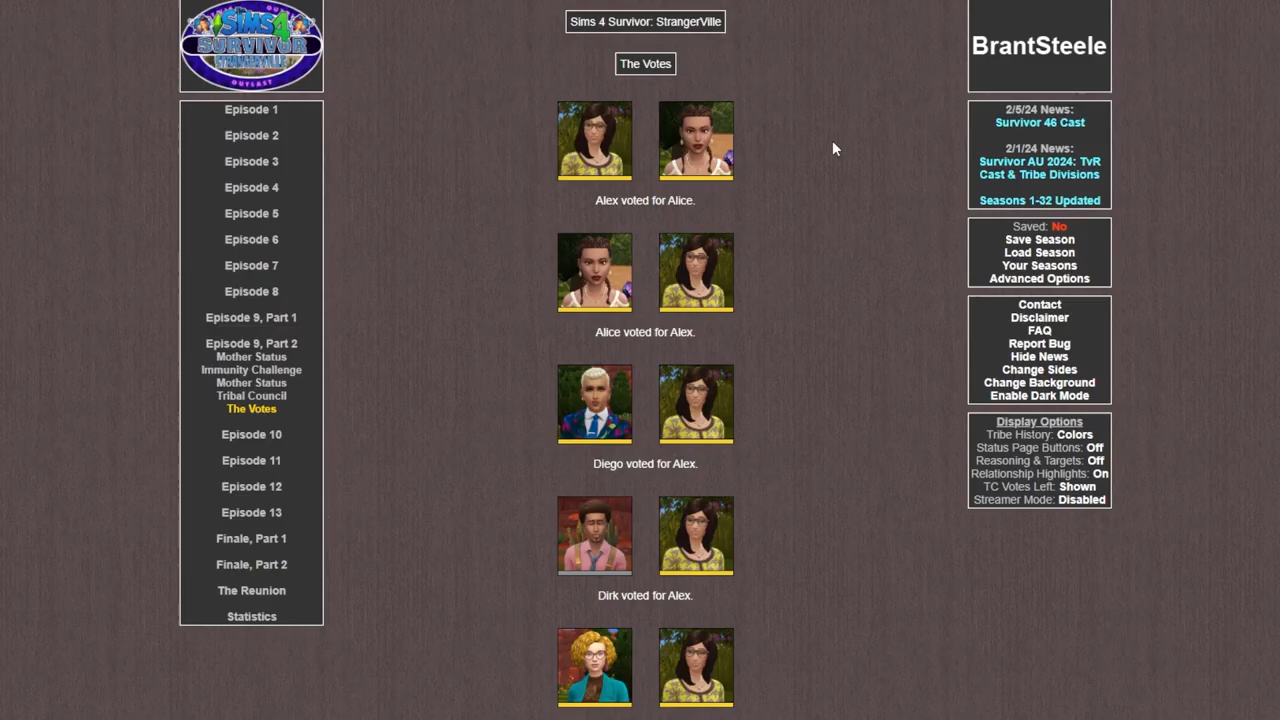 SIMS 4
SURVIVOR
STRANGERVILLE
OUTLAST
Episode 1
Episode 2
Episode 3
Episode 4
Episode 5
Episode 6
Episode 7
Episode 8
Episode 9, Part 1
Episode 9, Part 2
Mother Status
Immunity Challenge
Mother Status
Tribal Council
The Votes
Episode 10
Episode 11
Episode 12
Episode 13
Finale, Part 1
Finale, Part 2
The Reunion
Statistics
Sims 4 Survivor: StrangerVille
The Votes
Alex voted for Alice.
Alice voted for Alex.
Diego voted for Alex.
Dirk voted for Alex.
BrantSteele
2/5/24 News:
Survivor 46 Cast
2/1/24 News:
Survivor AU 2024: TvR
Cast & Tribe Divisions
Seasons 1-32 Updated
Saved: No
Save Season
Load Season
Your Seasons
Advanced Options
Contact
Disclaimer
FAQ
Report Bug
Hide News
Change Sides
Change Background
Enable Dark Mode
Display Options
Tribe History: Colors
Status Page Buttons: Off
Reasoning & Targets: Off
Relationship Highlights: On
TC Votes Left: Shown
Streamer Mode: Disabled